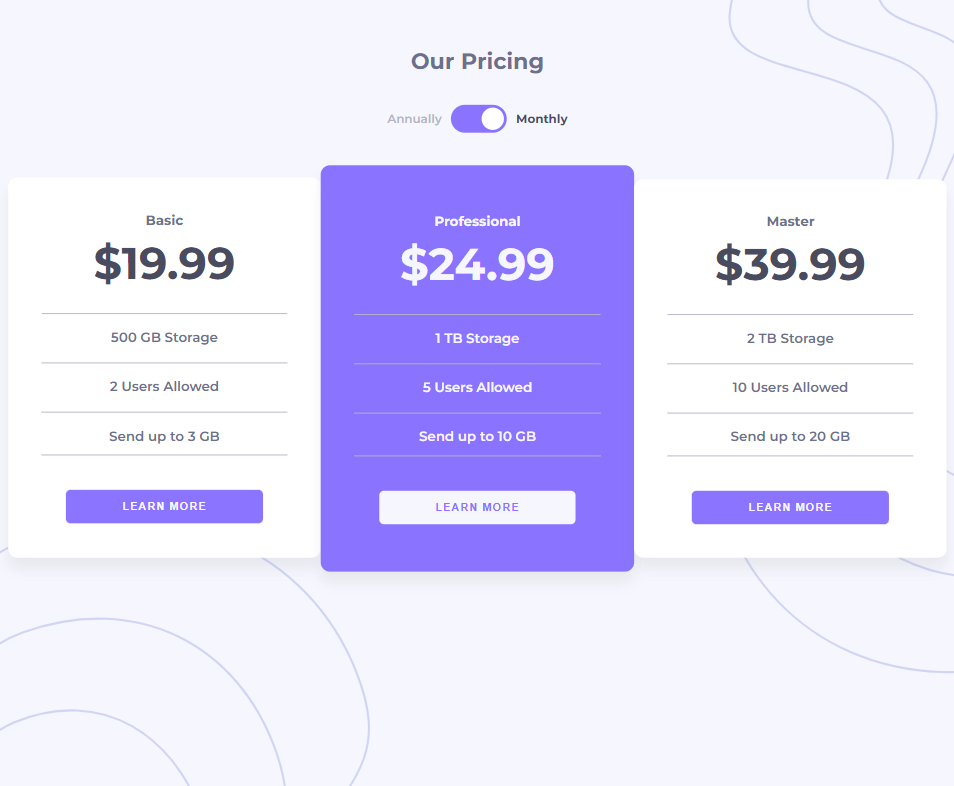 Our Pricing
Annually Monthly
Basic
$19.99
500 GB Storage
2 Users Allowed
Send up to 3 GB
LEARN MORE
Professional
$24.99
1 TB Storage
5 Users Allowed
Send up to 10 GB
LEARN MORE
Master
$39.99
2 TB Storage
10 Users Allowed
Send up to 20 GB
LEARN MORE